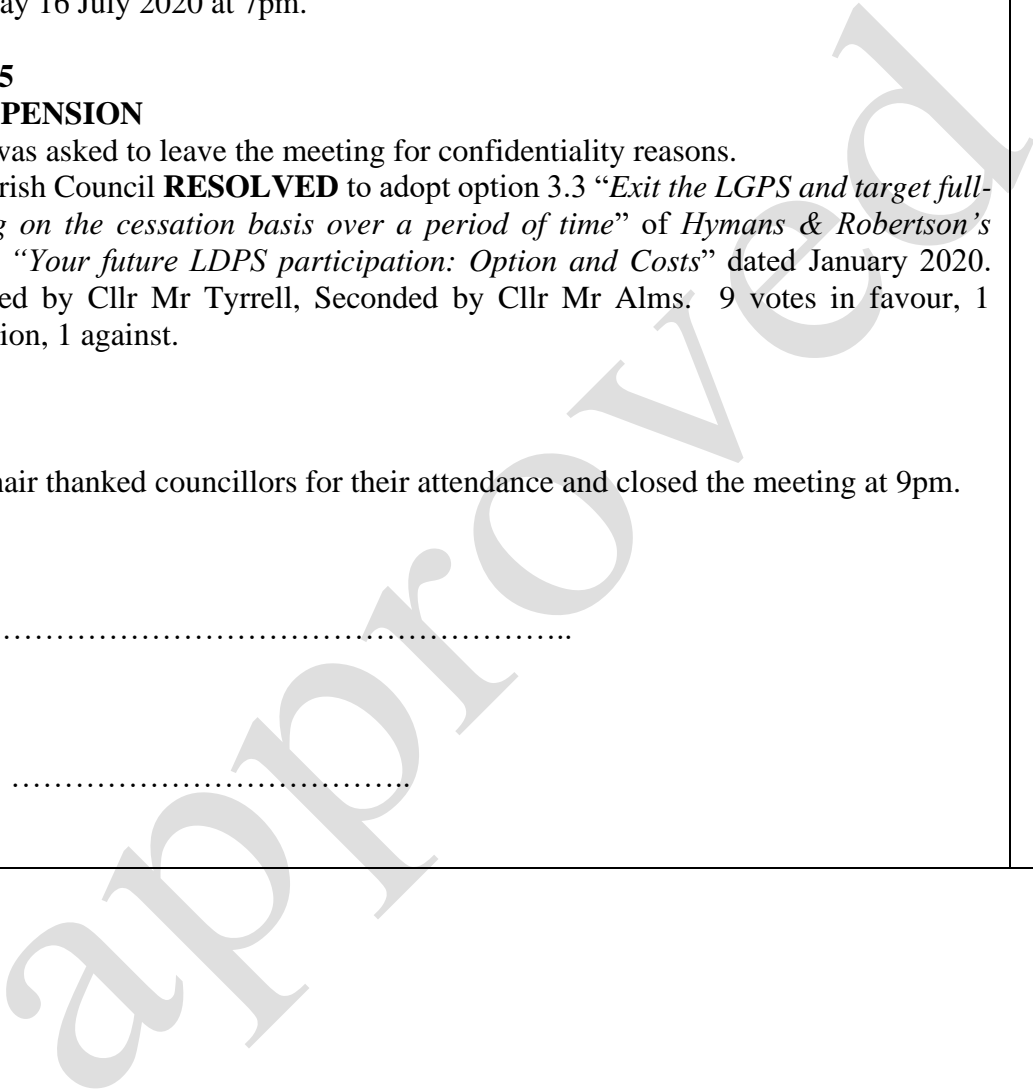 ay 16 July 2020 at 7pm.
5
PENSION
was asked to leave the meeting for confidentiality reasons.
rish Council RESOLVED to adopt option 3.3 “Exit the LGPS and target full-
g on the cessation basis over a period of time” of Hymans & Robertson’s
“Your future LDPS participation: Option and Costs” dated January 2020.
ed by Cllr Mr Tyrrell, Seconded by Cllr Mr Alms. 9 votes in favour, 1
ion, 1 against.
air thanked councillors for their attendance and closed the meeting at 9pm.
…………………………………………………..
………………………………..
approved